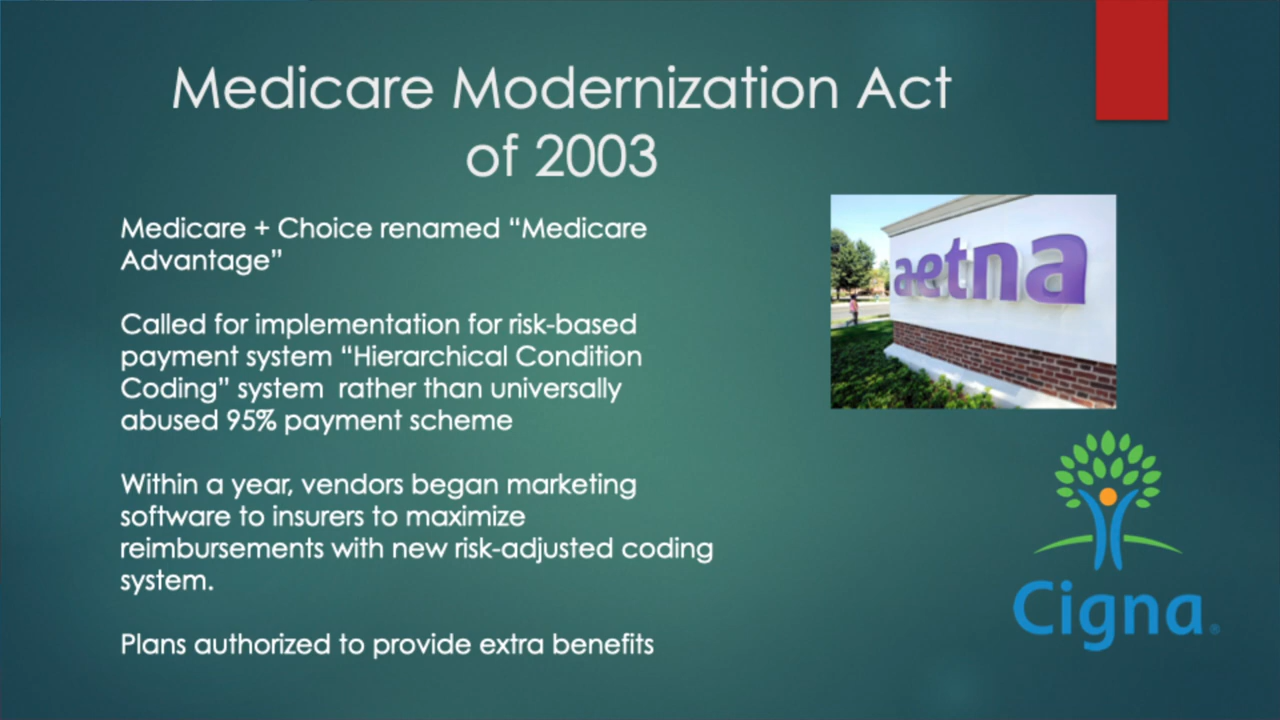 Medicare Modernization Act
of 2003
Medicare + Choice renamed “Medicare
Advantage”
Called for implementation for risk-based
payment system “Hierarchical Condition
Coding” system  rather than universally
abused 95% payment scheme
Within a year, vendors began marketing
software to insurers to maximize
reimbursements with new risk-adjusted coding
system.
Plans authorized to provide extra benefits
aetna
Cigna®